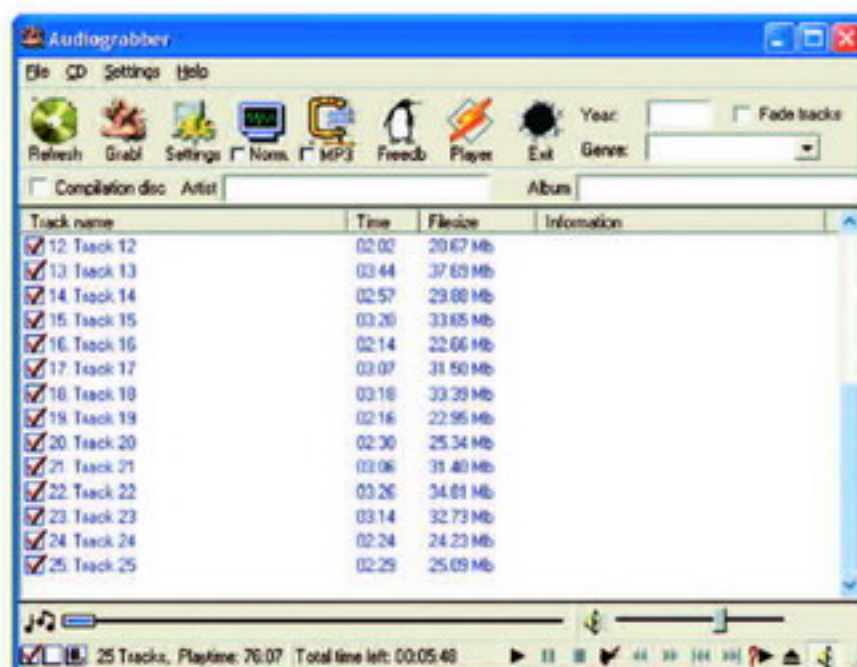 Audiograbber
File CD Settings Help
Year: Fade tracks
Refresh Grab! Settings Norm. MP3 Freedb Player Exit Genre:
Compilation disc Artist Album
Track name Time Filesize Information
12. Track 12 02:02 20.67 Mb
13. Track 13 03:44 37.69 Mb
14. Track 14 02:57 29.88 Mb
15. Track 15 03:20 33.65 Mb
16. Track 16 02:14 22.66 Mb
17. Track 17 03:07 31.50 Mb
18. Track 18 03:18 33.39 Mb
19. Track 19 02:16 22.95 Mb
20. Track 20 02:30 25.34 Mb
21. Track 21 03:06 31.40 Mb
22. Track 22 03:26 34.81 Mb
23. Track 23 03:14 32.73 Mb
24. Track 24 02:24 24.23 Mb
25. Track 25 02:29 25.09 Mb
25 Tracks, Playtime: 76:07 Total time left: 00:05:48